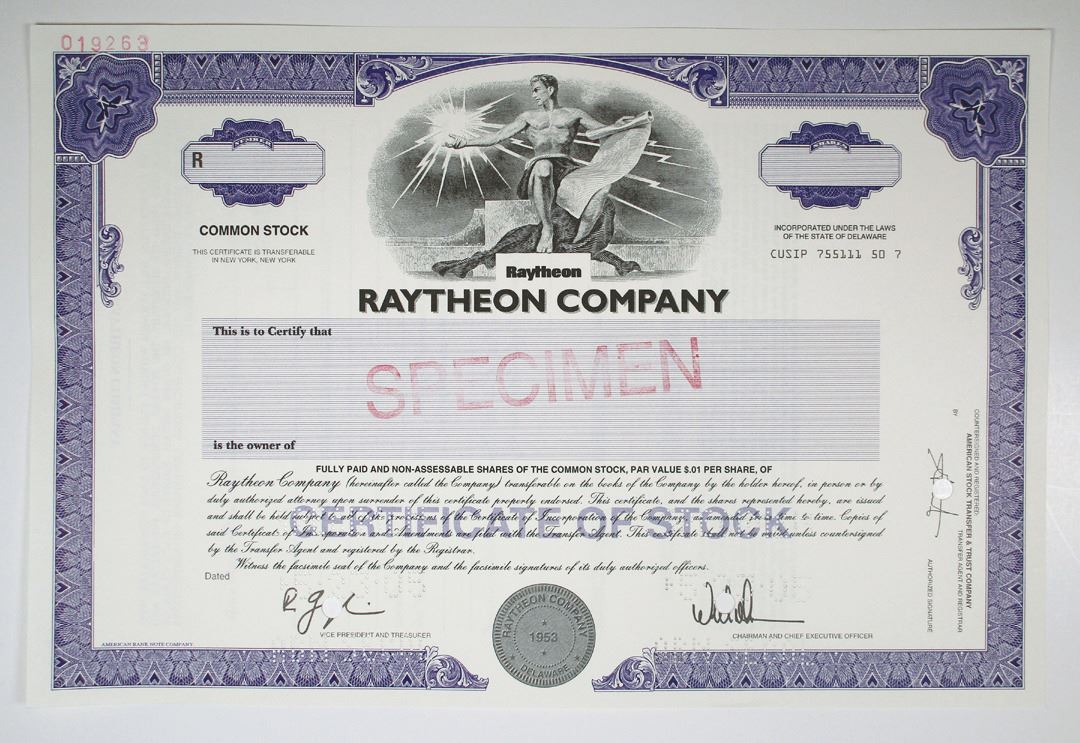 019263
NUMBER
SHARES
R
COMMON STOCK
THIS CERTIFICATE IS TRANSFERABLE
IN NEW YORK, NEW YORK
INCORPORATED UNDER THE LAWS
OF THE STATE OF DELAWARE
CUSIP 755111 50 7
Raytheon
RAYTHEON COMPANY
This is to Certify that
SPECIMEN
is the owner of
FULLY PAID AND NON-ASSESSABLE SHARES OF THE COMMON STOCK, PAR VALUE $.01 PER SHARE, OF
Raytheon Company (hereinafter called the Company) transferable on the books of the Company by the holder hereof, in person or by
duly authorized attorney upon surrender of this certificate properly endorsed. This certificate, and the shares represented hereby, are issued
and shall be held subject to all of the provisions of the Certificate of Incorporation of the Company, as amended from time to time. Copies of
said Certificate of Incorporation and Amendments are filed with the Transfer Agent. This certificate shall not be valid unless countersigned
by the Transfer Agent and registered by the Registrar.
CERTIFICATE OF STOCK
Witness the facsimile seal of the Company and the facsimile signatures of its duly authorized officers.
Dated
VICE PRESIDENT AND TREASURER
RAYTHEON COMPANY
1953
DELAWARE
CHAIRMAN AND CHIEF EXECUTIVE OFFICER
AMERICAN BANK NOTE COMPANY
COUNTERSIGNED AND REGISTERED:
AMERICAN STOCK TRANSFER & TRUST COMPANY
TRANSFER AGENT AND REGISTRAR
BY
AUTHORIZED SIGNATURE